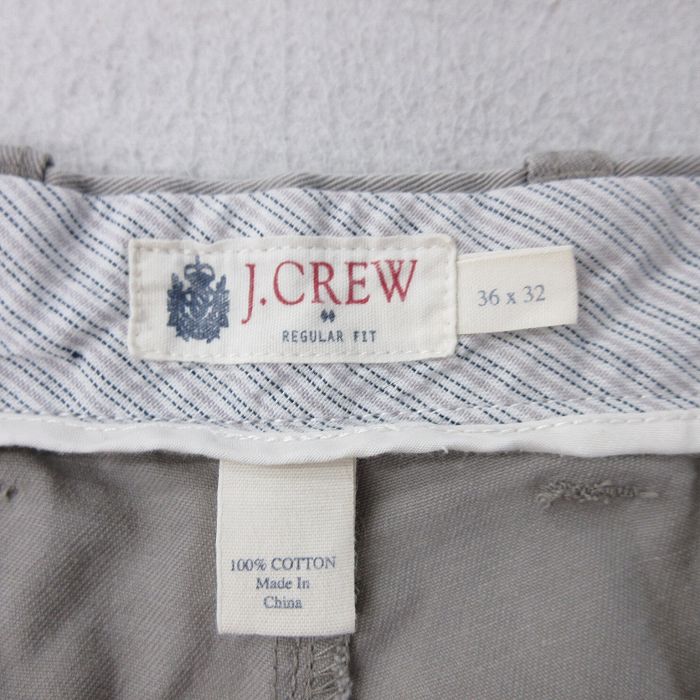 J.CREW
36 x 32
REGULAR FIT
100% COTTON
Made In
China